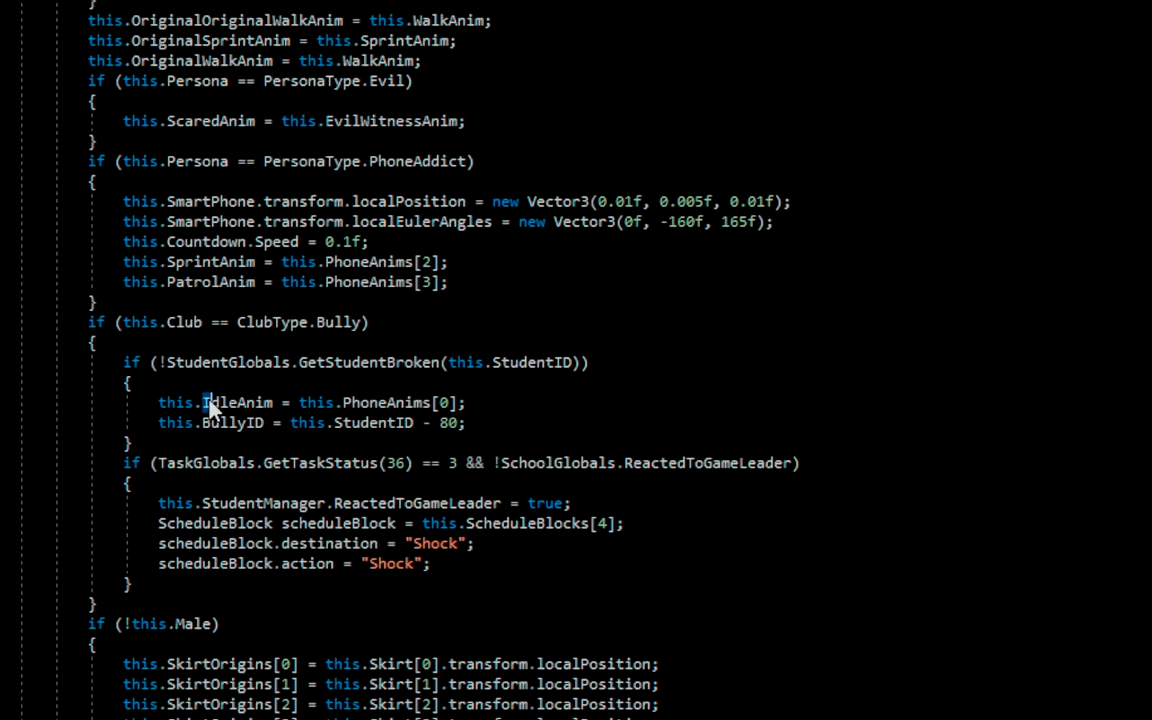 }
this.OriginalOriginalWalkAnim = this.WalkAnim;
this.OriginalSprintAnim = this.SprintAnim;
this.OriginalWalkAnim = this.WalkAnim;
if (this.Persona == PersonaType.Evil)
{
this.ScaredAnim = this.EvilWitnessAnim;
}
if (this.Persona == PersonaType.PhoneAddict)
{
this.SmartPhone.transform.localPosition = new Vector3(0.01f, 0.005f, 0.01f);
this.SmartPhone.transform.localEulerAngles = new Vector3(0f, -160f, 165f);
this.Countdown.Speed = 0.1f;
this.SprintAnim = this.PhoneAnims[2];
this.PatrolAnim = this.PhoneAnims[3];
}
if (this.Club == ClubType.Bully)
{
if (!StudentGlobals.GetStudentBroken(this.StudentID))
{
this.IdleAnim = this.PhoneAnims[0];
this.BullyID = this.StudentID - 80;
}
if (TaskGlobals.GetTaskStatus(36) == 3 && !SchoolGlobals.ReactedToGameLeader)
{
this.StudentManager.ReactedToGameLeader = true;
ScheduleBlock scheduleBlock = this.ScheduleBlocks[4];
scheduleBlock.destination = "Shock";
scheduleBlock.action = "Shock";
}
}
if (!this.Male)
{
this.SkirtOrigins[0] = this.Skirt[0].transform.localPosition;
this.SkirtOrigins[1] = this.Skirt[1].transform.localPosition;
this.SkirtOrigins[2] = this.Skirt[2].transform.localPosition;